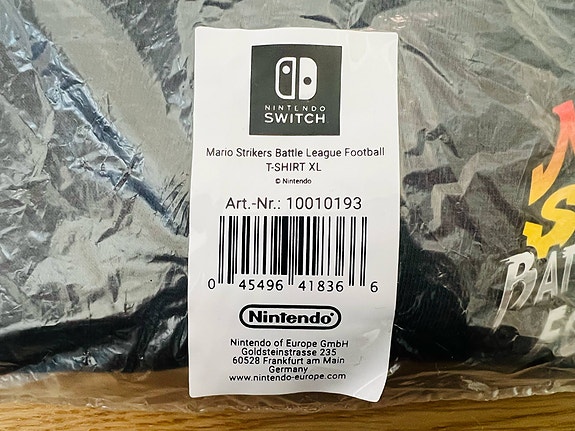 NINTENDO
SWITCH
Mario Strikers Battle League Football
T-SHIRT XL
© Nintendo
Art.-Nr.: 10010193
0 45496 41836 6
Nintendo
Nintendo of Europe GmbH
Goldsteinstrasse 235
60528 Frankfurt am Main
Germany
www.nintendo-europe.com